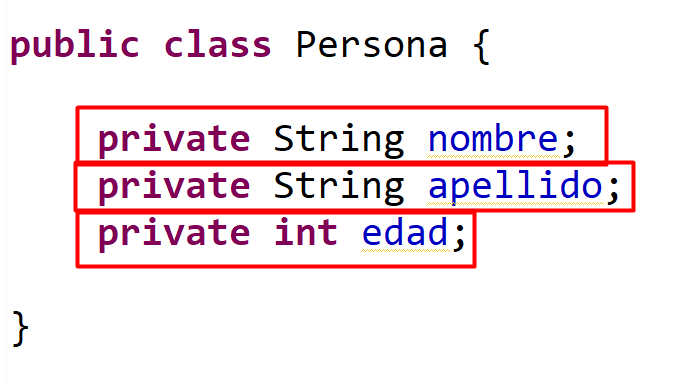 public class Persona {
private String nombre;
private String apellido;
private int edad;
}